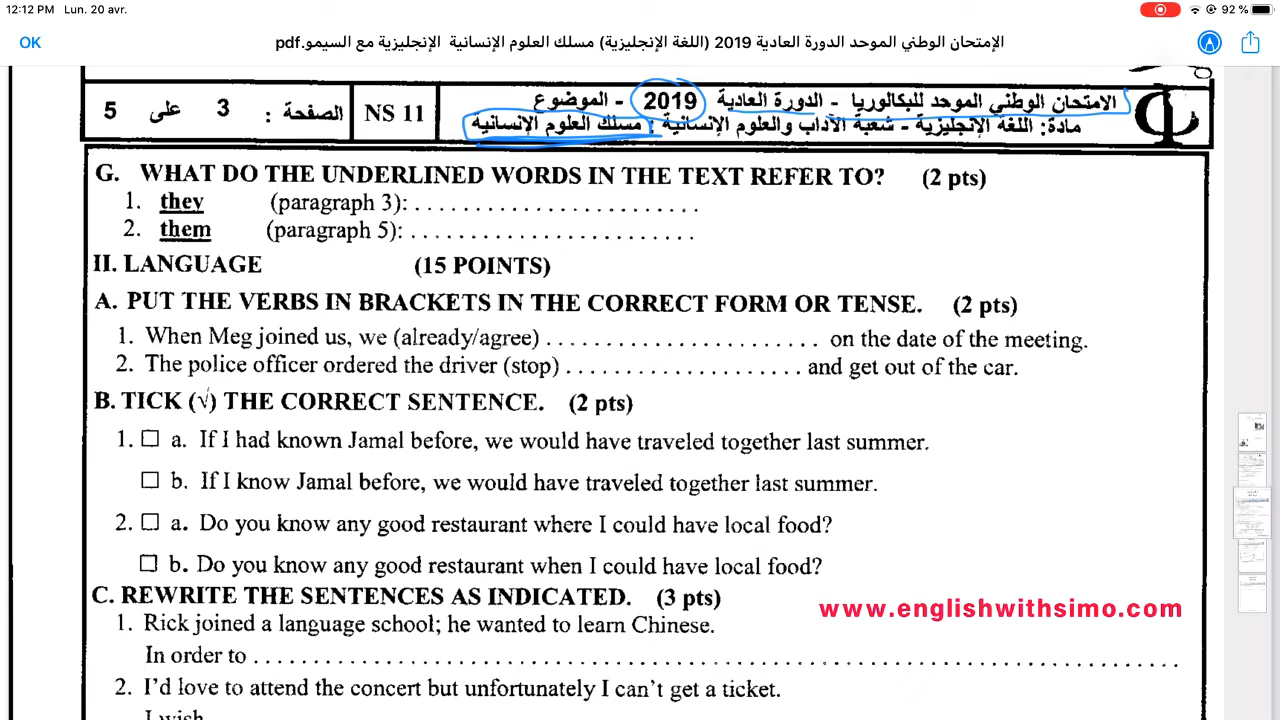 12:12 PM Lun. 20 avr.
92 %
OK
الإمتحان الوطني الموحد الدورة العادية 2019 (اللغة الإنجليزية) مسلك العلوم الإنسانية الإنجليزية مع السيمو.pdf
الامتحان الوطني الموحد للبكالوريا - الدورة العادية 2019 - الموضوع
مادة: اللغة الإنجليزية - شعبة الآداب والعلوم الإنسانية : مسلك العلوم الإنسانية
NS 11
الصفحة : 3 على 5
G. WHAT DO THE UNDERLINED WORDS IN THE TEXT REFER TO? (2 pts)
1. they (paragraph 3): . . . . . . . . . . . . . . . . . . . . . . . . . .
2. them (paragraph 5): . . . . . . . . . . . . . . . . . . . . . . . . . .
II. LANGUAGE (15 POINTS)
A. PUT THE VERBS IN BRACKETS IN THE CORRECT FORM OR TENSE. (2 pts)
1. When Meg joined us, we (already/agree) . . . . . . . . . . . . . . . . . . . . . . . . . on the date of the meeting.
2. The police officer ordered the driver (stop) . . . . . . . . . . . . . . . . . . . . . and get out of the car.
B. TICK (√) THE CORRECT SENTENCE. (2 pts)
1. ☐ a. If I had known Jamal before, we would have traveled together last summer.
☐ b. If I know Jamal before, we would have traveled together last summer.
2. ☐ a. Do you know any good restaurant where I could have local food?
☐ b. Do you know any good restaurant when I could have local food?
C. REWRITE THE SENTENCES AS INDICATED. (3 pts)
www.englishwithsimo.com
1. Rick joined a language school; he wanted to learn Chinese.
In order to . . . . . . . . . . . . . . . . . . . . . . . . . . . . . . . . . . . . . . . . . . . . . . . . . . . . . . . . . . . . . . . . . . . . . . . . . . . . . . . .
2. I'd love to attend the concert but unfortunately I can't get a ticket.
I wish